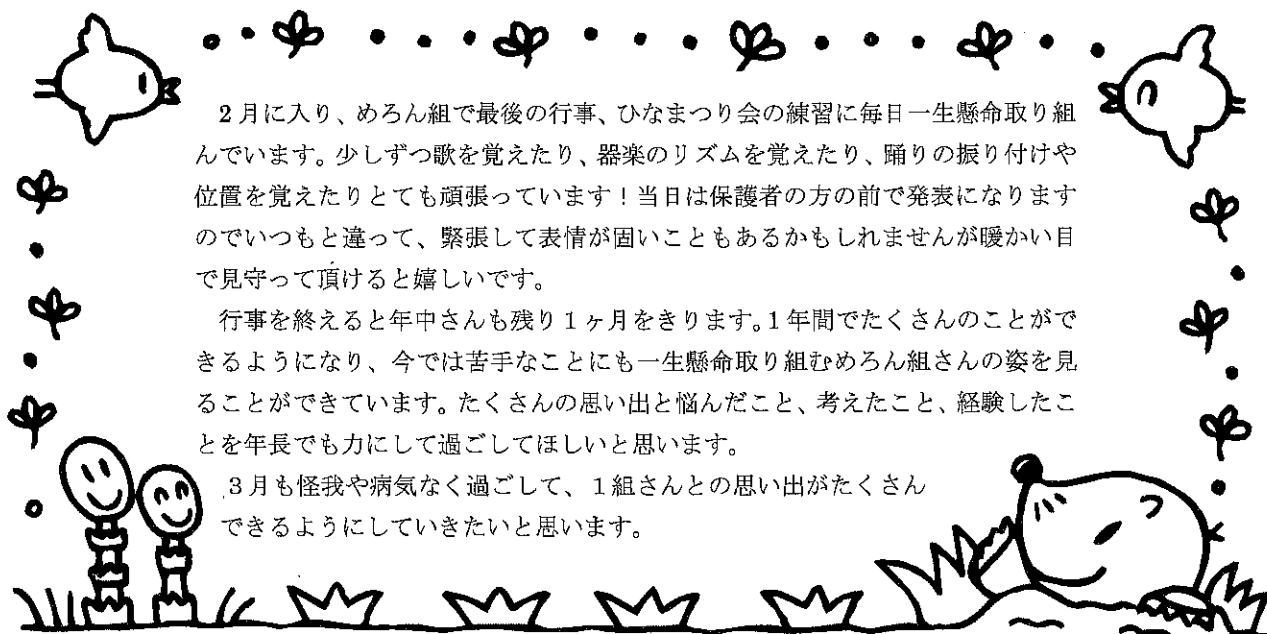 2月に入り、めろん組で最後の行事、ひなまつり会の練習に毎日一生懸命取り組
んでいます。少しずつ歌を覚えたり、器楽のリズムを覚えたり、踊りの振り付けや
位置を覚えたりとても頑張っています！当日は保護者の方の前で発表になります
のでいつもと違って、緊張して表情が固いこともあるかもしれませんが暖かい目
で見守って頂けると嬉しいです。
行事を終えると年中さんも残り１ヶ月をきります。１年間でたくさんのことがで
きるようになり、今では苦手なことにも一生懸命取り組むめろん組さんの姿を見
ることができています。たくさんの思い出と悩んだこと、考えたこと、経験したこ
とを年長でも力にして過ごしてほしいと思います。
３月も怪我や病気なく過ごして、１組さんとの思い出がたくさん
できるようにしていきたいと思います。